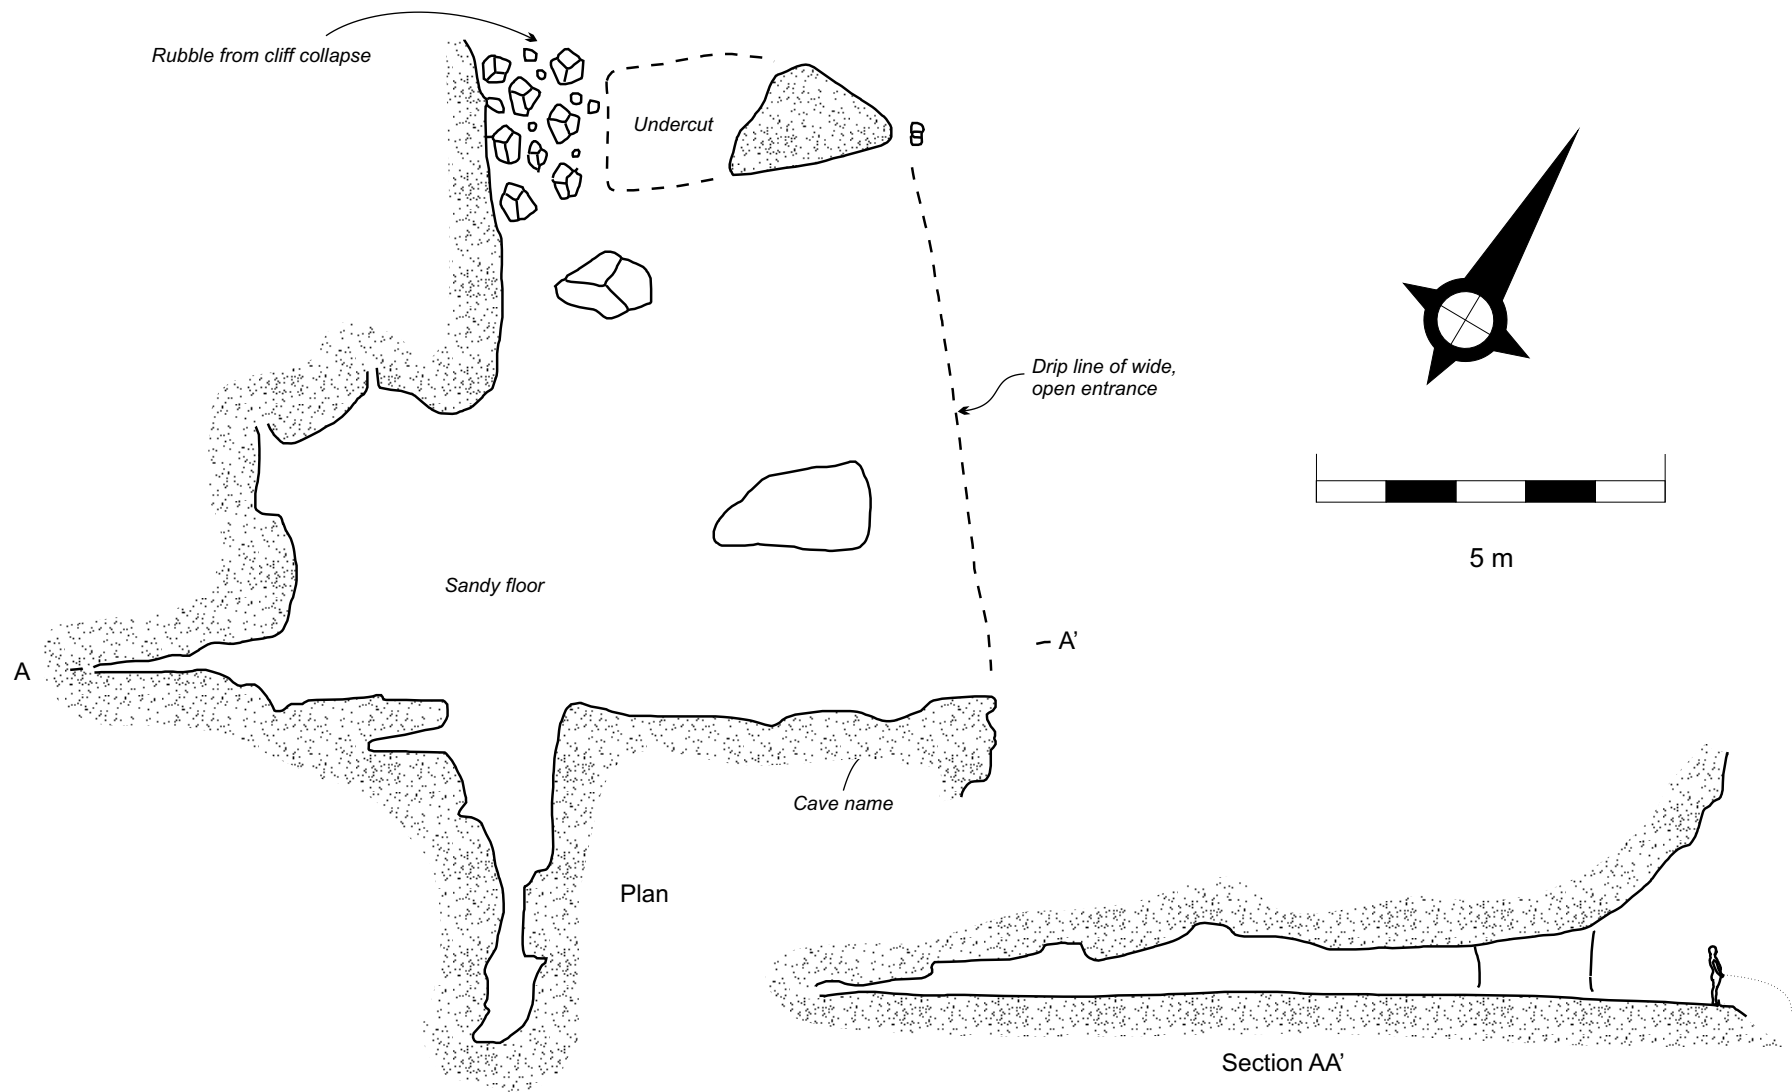 Rubble from cliff collapse
Undercut
Drip line of wide,
open entrance
5 m
Sandy floor
A
A’
Cave name
Plan
Section AA’